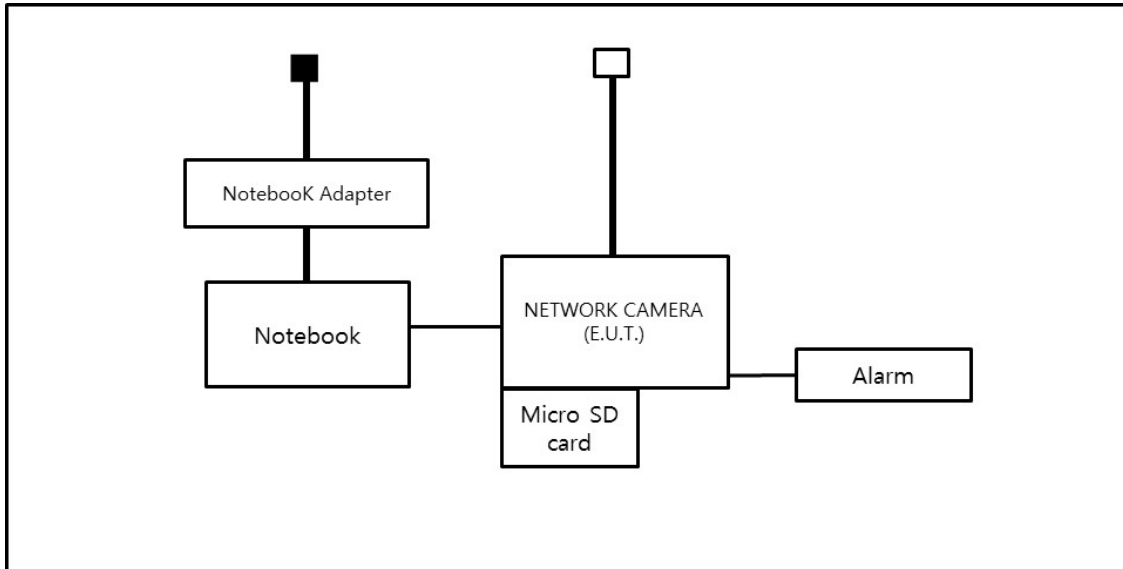 NotebooK Adapter
Notebook
NETWORK CAMERA
(E.U.T.)
Alarm
Micro SD
card